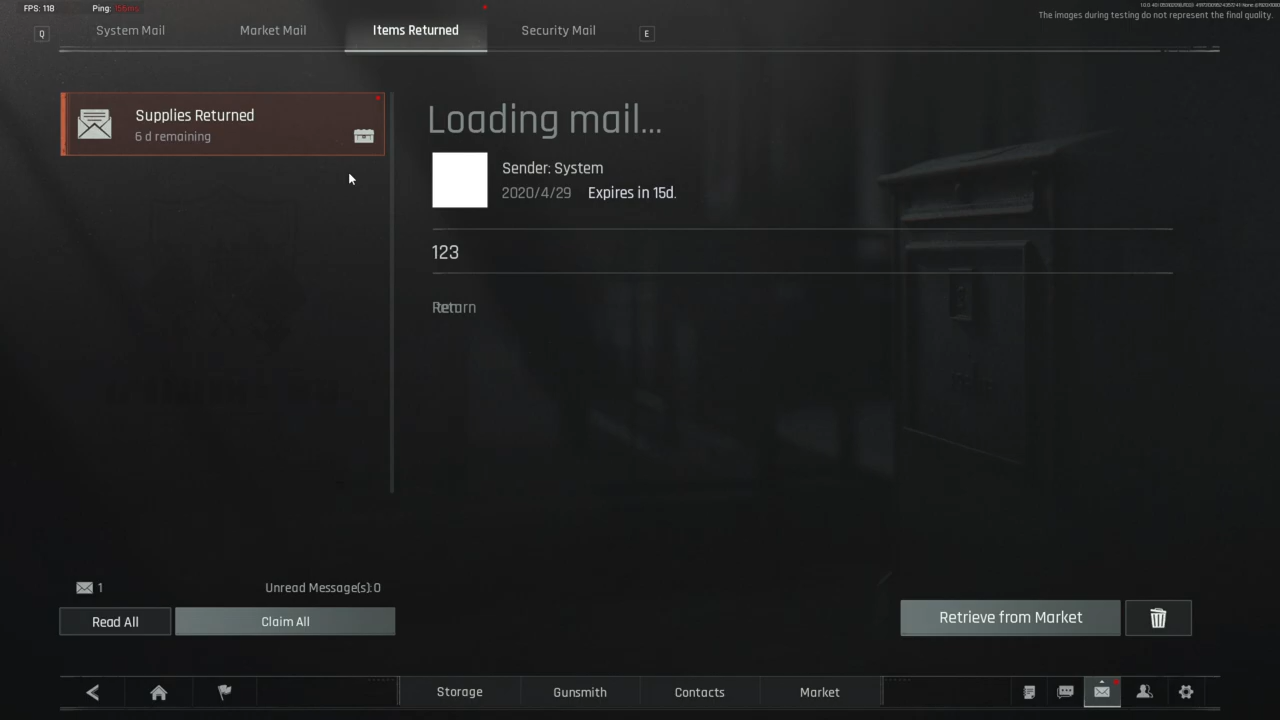 FPS: 118 Ping: 156ms
The images during testing do not represent the final quality.
Q System Mail Market Mail Items Returned Security Mail E
Supplies Returned
6 d remaining
Loading mail...
Sender: System
2020/4/29 Expires in 15d.
123
Return
1 Unread Message(s):0
Read All Claim All
Retrieve from Market
Storage Gunsmith Contacts Market